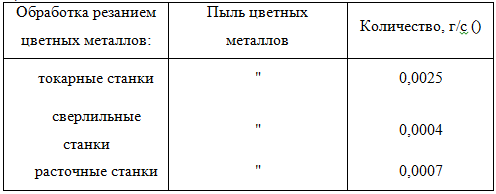 Обработка резанием Пыль цветных Количество, г/с ()
цветных металлов: металлов
токарные станки " 0,0025
сверлильные
станки " 0,0004
расточные станки " 0,0007